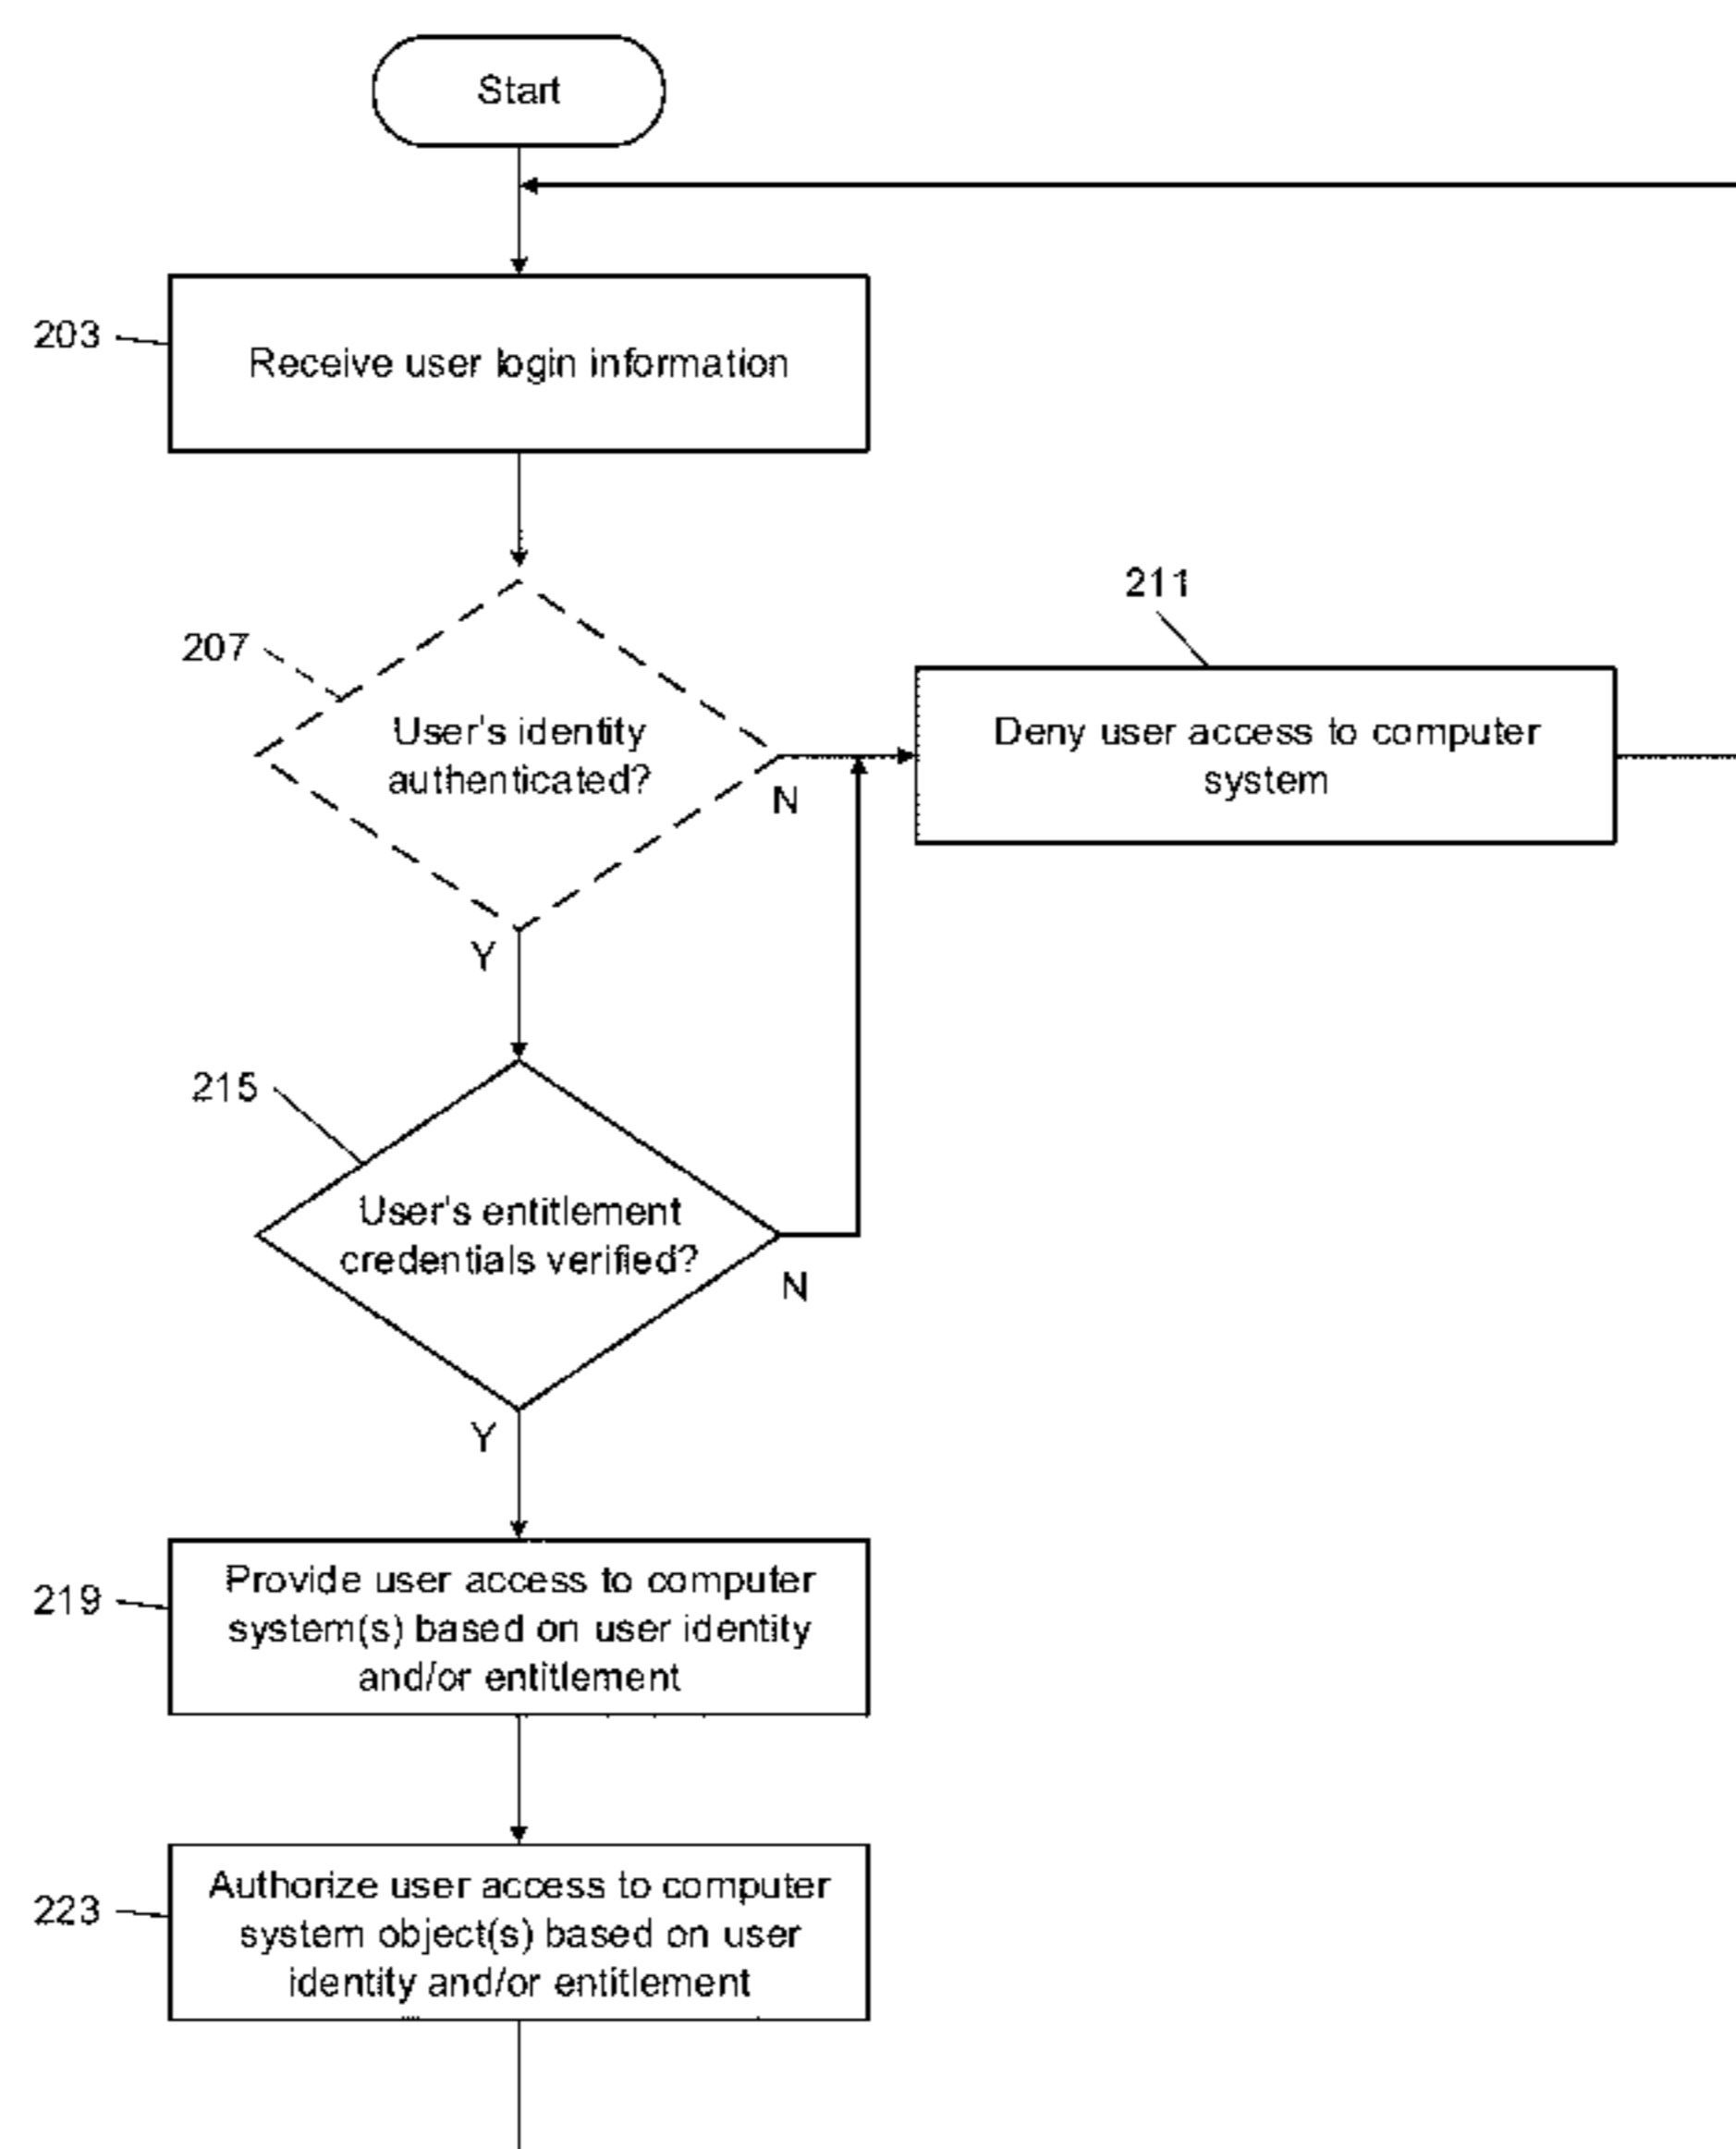 Start
203
Receive user login information
211
207
User's identity
authenticated?
N
Deny user access to computer
system
Y
215
User's entitlement
credentials verified?
N
Y
219
Provide user access to computer
system(s) based on user identity
and/or entitlement
223
Authorize user access to computer
system object(s) based on user
identity and/or entitlement